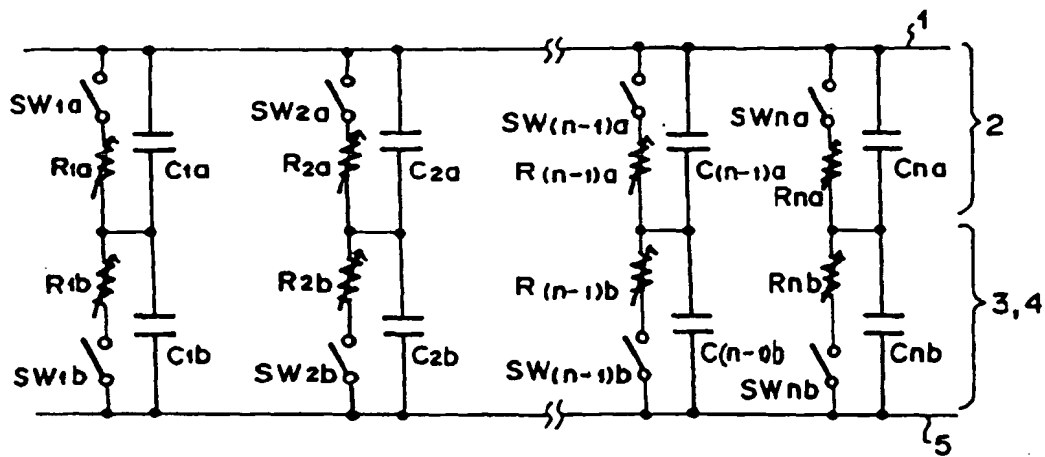 1
SW1a SW2a SW(n-1)a SWna 2
R1a C1a R2a C2a R(n-1)a C(n-1)a Rna Cna
R1b R2b R(n-1)b Rnb 3,4
C1b C2b C(n-1)b Cnb
SW1b SW2b SW(n-1)b SWnb
5